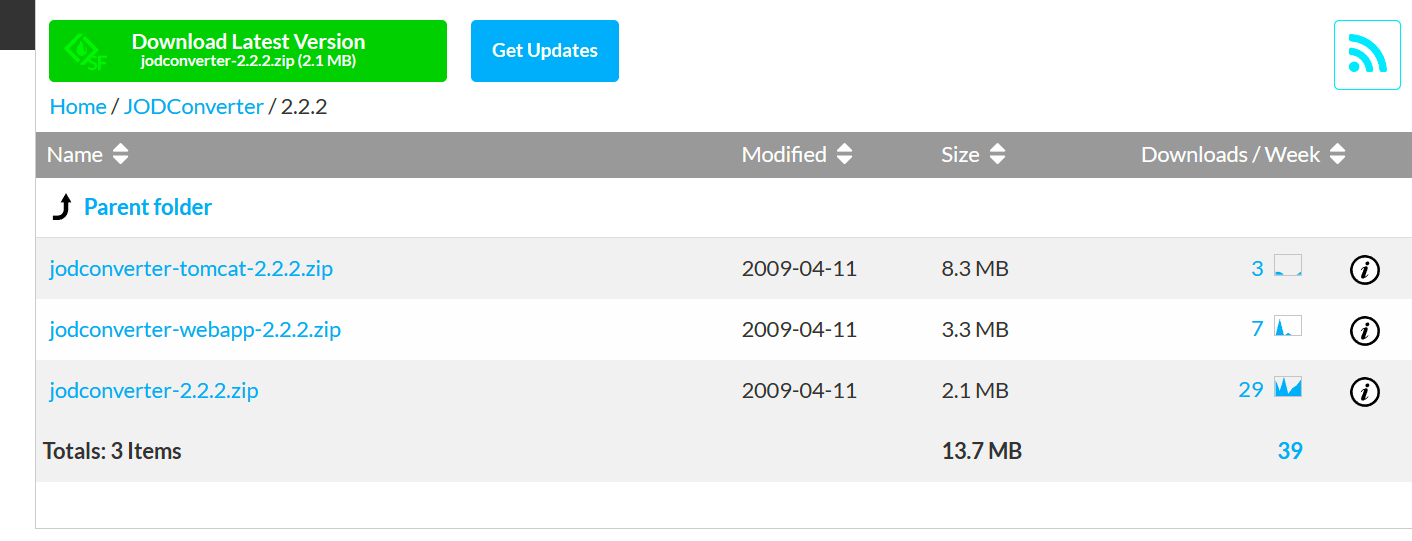 Download Latest Version
jodconverter-2.2.2.zip (2.1 MB)
Get Updates
SF
Home / JODConverter / 2.2.2
Name Modified Size Downloads / Week
Parent folder
jodconverter-tomcat-2.2.2.zip 2009-04-11 8.3 MB 3
jodconverter-webapp-2.2.2.zip 2009-04-11 3.3 MB 7
jodconverter-2.2.2.zip 2009-04-11 2.1 MB 29
Totals: 3 Items 13.7 MB 39